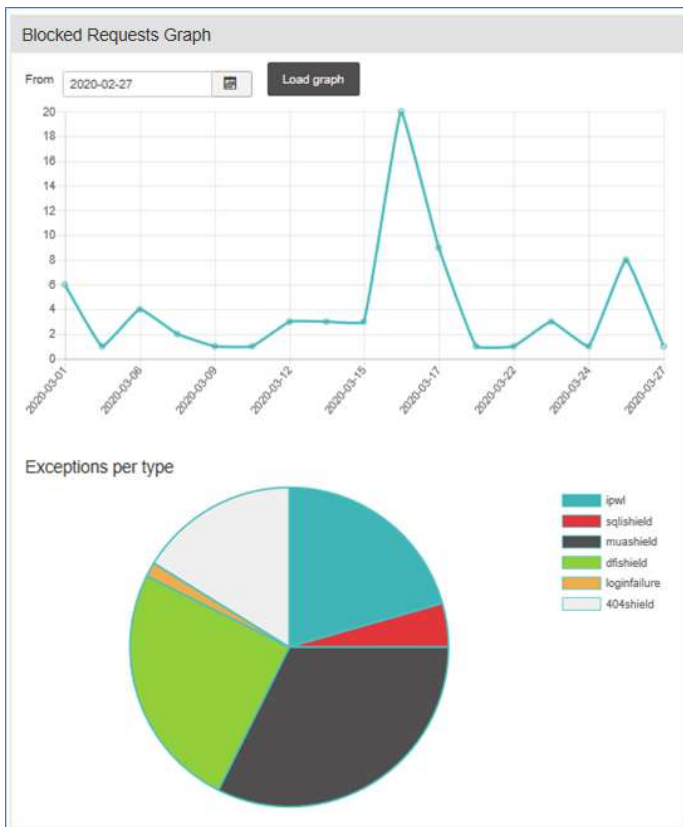 Blocked Requests Graph
From 2020-02-27 Load graph
20
18
16
14
12
10
8
6
4
2
0
2020-03-01 2020-03-06 2020-03-09 2020-03-12 2020-03-15 2020-03-17 2020-03-22 2020-03-24 2020-03-27
Exceptions per type
ipwl
sqlishield
muashield
dfishield
loginfailure
404shield